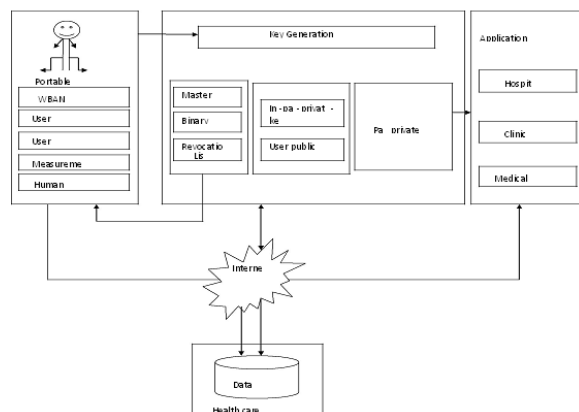 Key Generation
Application
Portable
WBAN
User
User
Measureme
Human
Master
Binary
Revocatio
Lis
In-pa-privat-
ke
User public
Pa private
Hospit
Clinic
Medical
Interne
Data
Health care